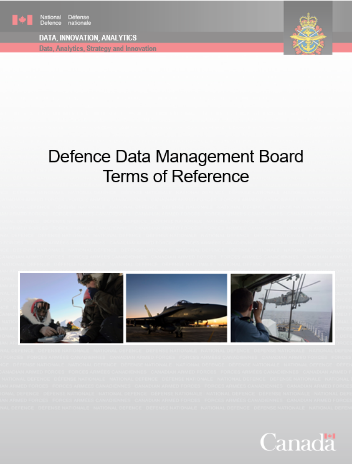 National Défense
Defence nationale
DATA, INNOVATION, ANALYTICS
Data, Analytics, Strategy and Innovation
Defence Data Management Board
Terms of Reference
Canada